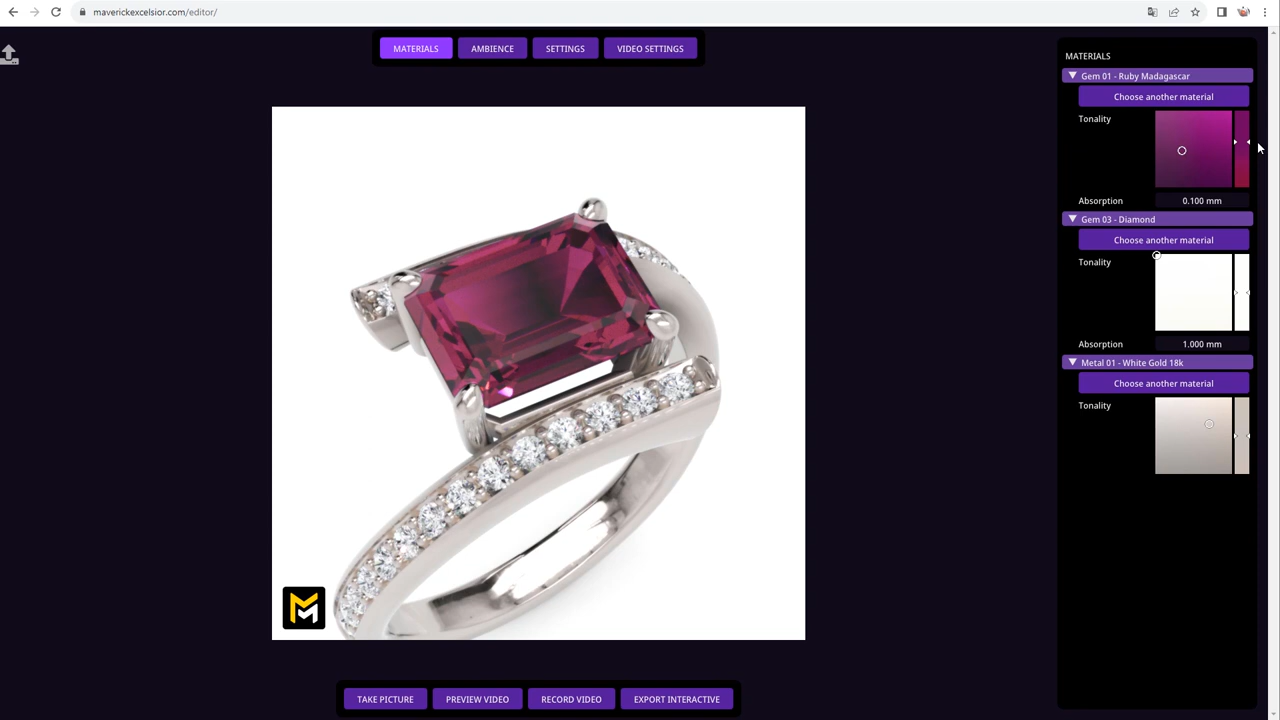 maverickexcelsior.com/editor/
MATERIALS AMBIENCE SETTINGS VIDEO SETTINGS
MATERIALS
Gem 01 - Ruby Madagascar
Choose another material
Tonality
Absorption 0.100 mm
Gem 03 - Diamond
Choose another material
Tonality
Absorption 1.000 mm
Metal 01 - White Gold 18k
Choose another material
Tonality
M
TAKE PICTURE PREVIEW VIDEO RECORD VIDEO EXPORT INTERACTIVE